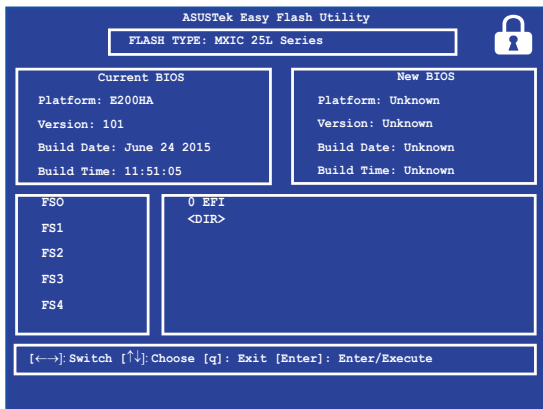 ASUSTek Easy Flash Utility
FLASH TYPE: MXIC 25L Series
Current BIOS
Platform: E200HA
Version: 101
Build Date: June 24 2015
Build Time: 11:51:05
New BIOS
Platform: Unknown
Version: Unknown
Build Date: Unknown
Build Time: Unknown
FSO
FS1
FS2
FS3
FS4
0 EFI
<DIR>
[←→]: Switch [↑↓]: Choose [q]: Exit [Enter]: Enter/Execute